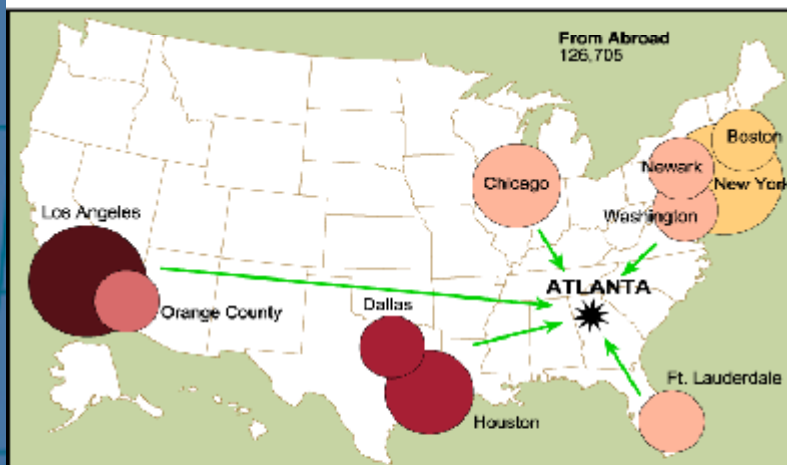 From Abroad
126,705
Boston
Newark
Chicago
New York
Los Angeles
Washington
ATLANTA
Dallas
Orange County
Ft. Lauderdale
Houston